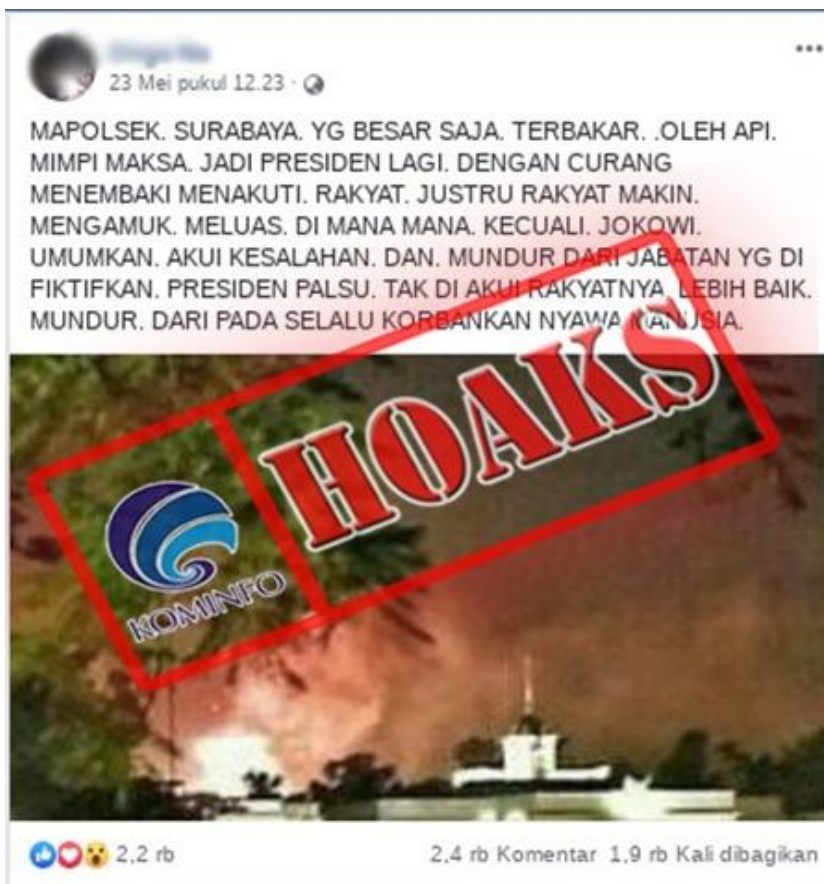 23 Mei pukul 12.23 ·
MAPOLSEK. SURABAYA. YG BESAR SAJA. TERBAKAR. .OLEH API.
MIMPI MAKSA. JADI PRESIDEN LAGI. DENGAN CURANG
MENEMBAKI MENAKUTI. RAKYAT. JUSTRU RAKYAT MAKIN.
MENGAMUK. MELUAS. DI MANA MANA. KECUALI. JOKOWI.
UMUMKAN. AKUI KESALAHAN. DAN. MUNDUR DARI JABATAN YG DI
FIKTIFKAN. PRESIDEN PALSU. TAK DI AKUI RAKYATNYA. LEBIH BAIK.
MUNDUR. DARI PADA SELALU KORBANKAN NYAWA MANUSIA.
HOAKS
KOMINFO
2,2 rb
2,4 rb Komentar 1,9 rb Kali dibagikan